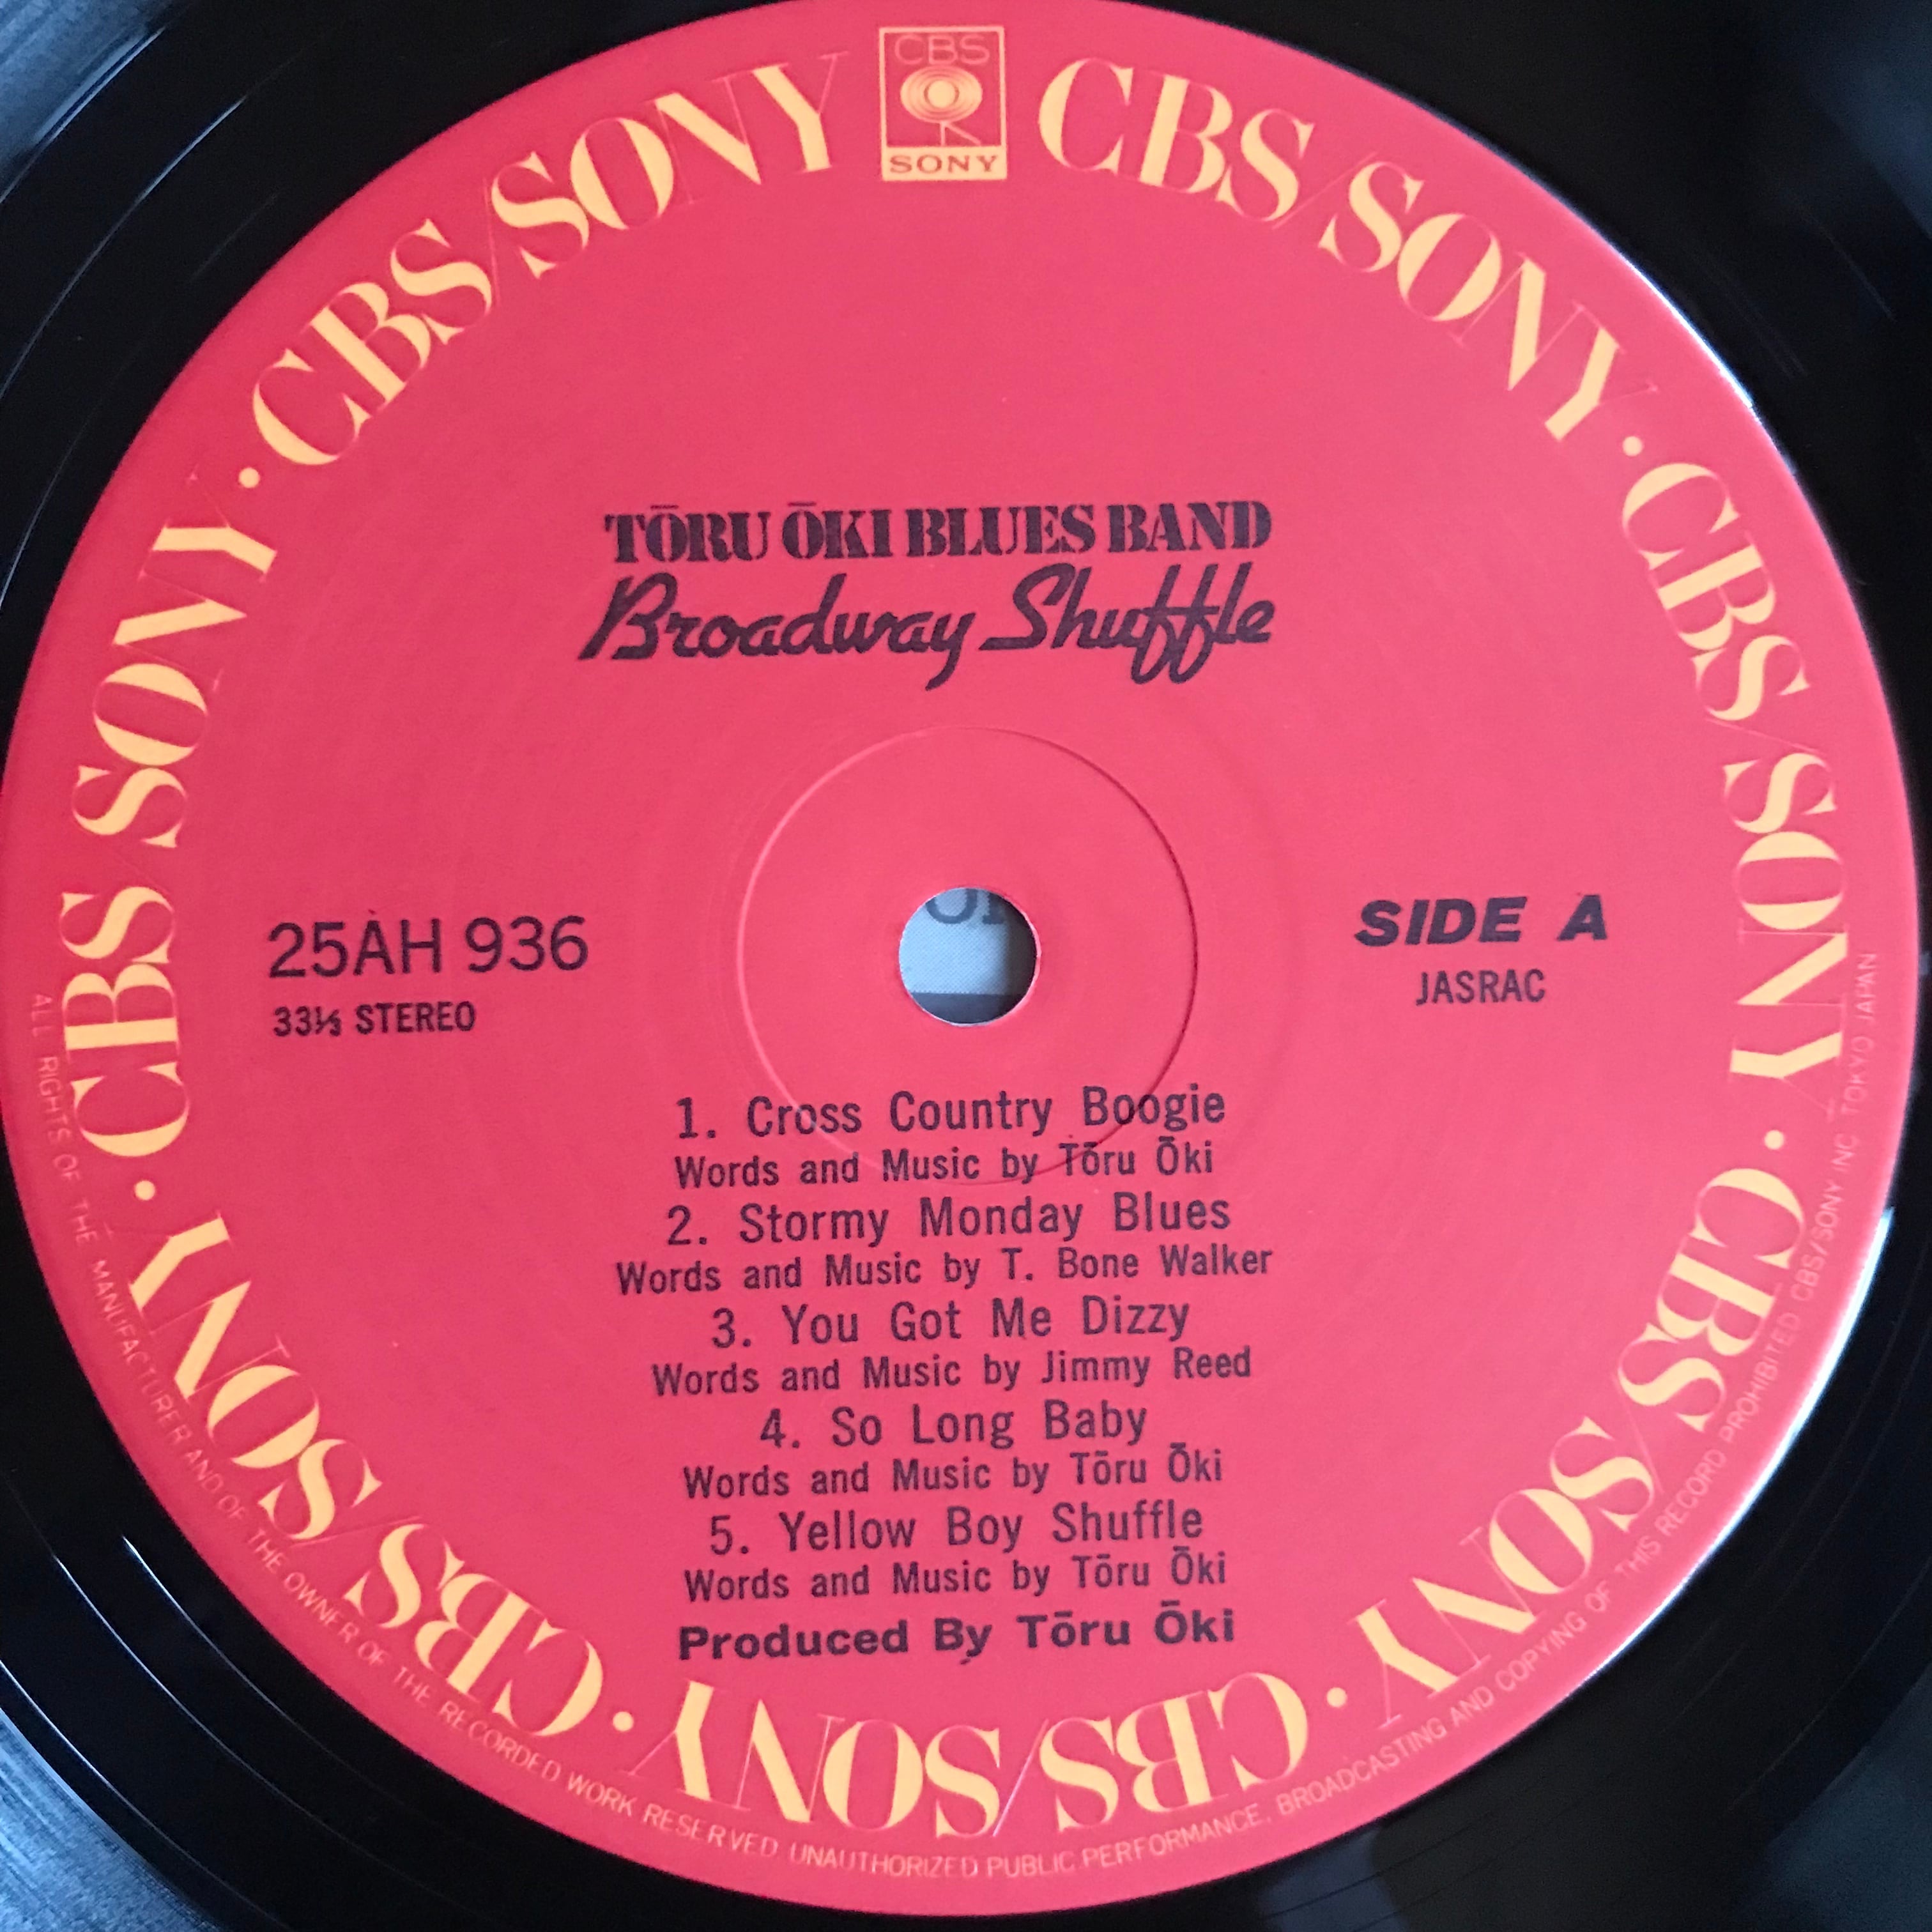 CBS
SONY
CBS/SONY · CBS/SONY · CBS/SONY · CBS/SONY · CBS/SONY · CBS/SONY · CBS SONY · CBS/SONY
TŌRU ŌKI BLUES BAND
Broadway Shuffle
25AH 936
33⅓ STEREO
SIDE A
JASRAC
1. Cross Country Boogie
Words and Music by Tōru Ōki
2. Stormy Monday Blues
Words and Music by T. Bone Walker
3. You Got Me Dizzy
Words and Music by Jimmy Reed
4. So Long Baby
Words and Music by Tōru Ōki
5. Yellow Boy Shuffle
Words and Music by Tōru Ōki
Produced By Tōru Ōki
ALL RIGHTS OF THE MANUFACTURER AND OF THE OWNER OF THE RECORDED WORK RESERVED UNAUTHORIZED PUBLIC PERFORMANCE, BROADCASTING AND COPYING OF THIS RECORD PROHIBITED CBS/SONY INC. TOKYO JAPAN